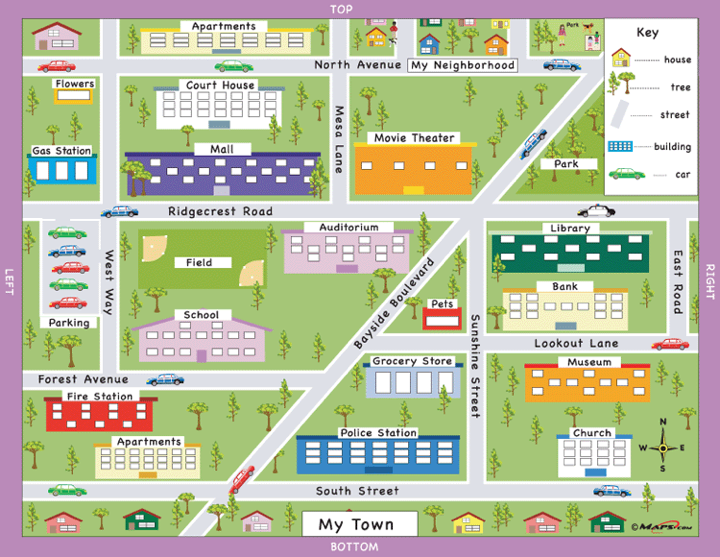 TOP
Apartments
Park
Key
house
tree
street
building
car
North Avenue
My Neighborhood
Flowers
Court House
Mesa Lane
Movie Theater
Gas Station
Mall
Park
Ridgecrest Road
LEFT
RIGHT
Auditorium
Library
Field
West Way
East Road
Bank
Bayside Boulevard
Pets
School
Parking
Sunshine Street
Lookout Lane
Grocery Store
Museum
Forest Avenue
Fire Station
Apartments
Police Station
Church
N
W
E
S
South Street
My Town
© MAPS.COM
BOTTOM